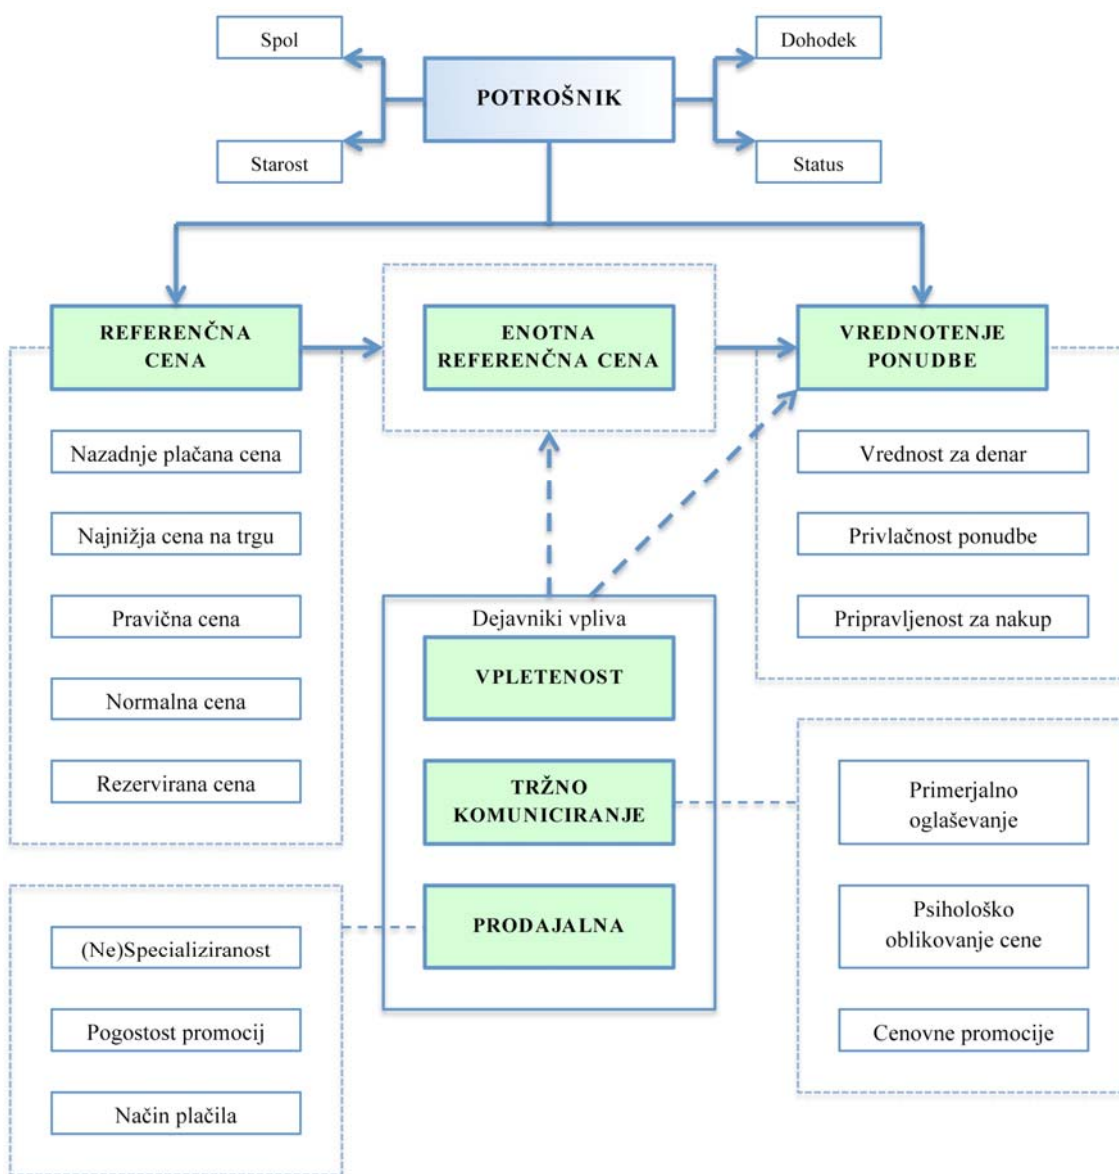 Spol
Dohodek
POTROŠNIK
Starost
Status
REFERENČNA
CENA
ENOTNA
REFERENČNA CENA
VREDNOTENJE
PONUDBE
Nazadnje plačana cena
Najnižja cena na trgu
Pravična cena
Normalna cena
Rezervirana cena
Vrednost za denar
Privlačnost ponudbe
Pripravljenost za nakup
Dejavniki vpliva
VPLETENOST
TRŽNO
KOMUNICIRANJE
PRODAJALNA
Primerjalno
oglaševanje
Psihološko
oblikovanje cene
Cenovne promocije
(Ne)Specializiranost
Pogostost promocij
Način plačila